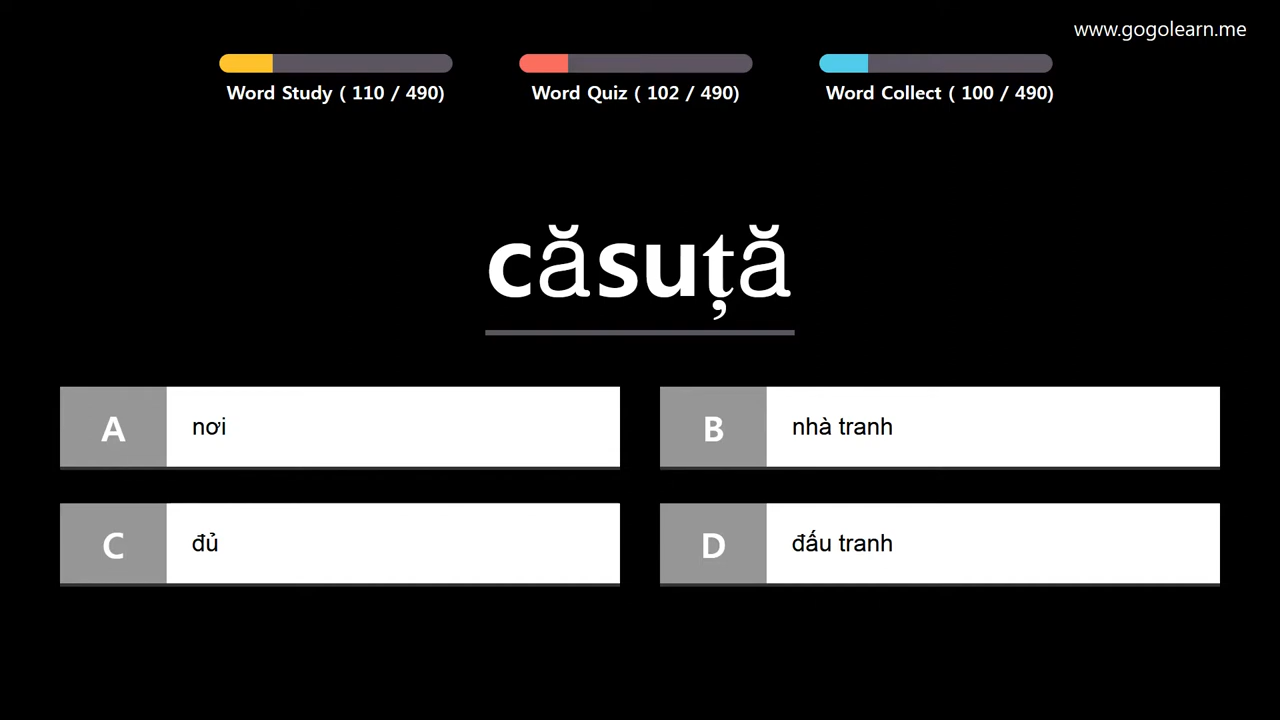 www.gogolearn.me
Word Study ( 110 / 490)
Word Quiz ( 102 / 490)
Word Collect ( 100 / 490)
căsuță
A
nơi
B
nhà tranh
C
đủ
D
đấu tranh